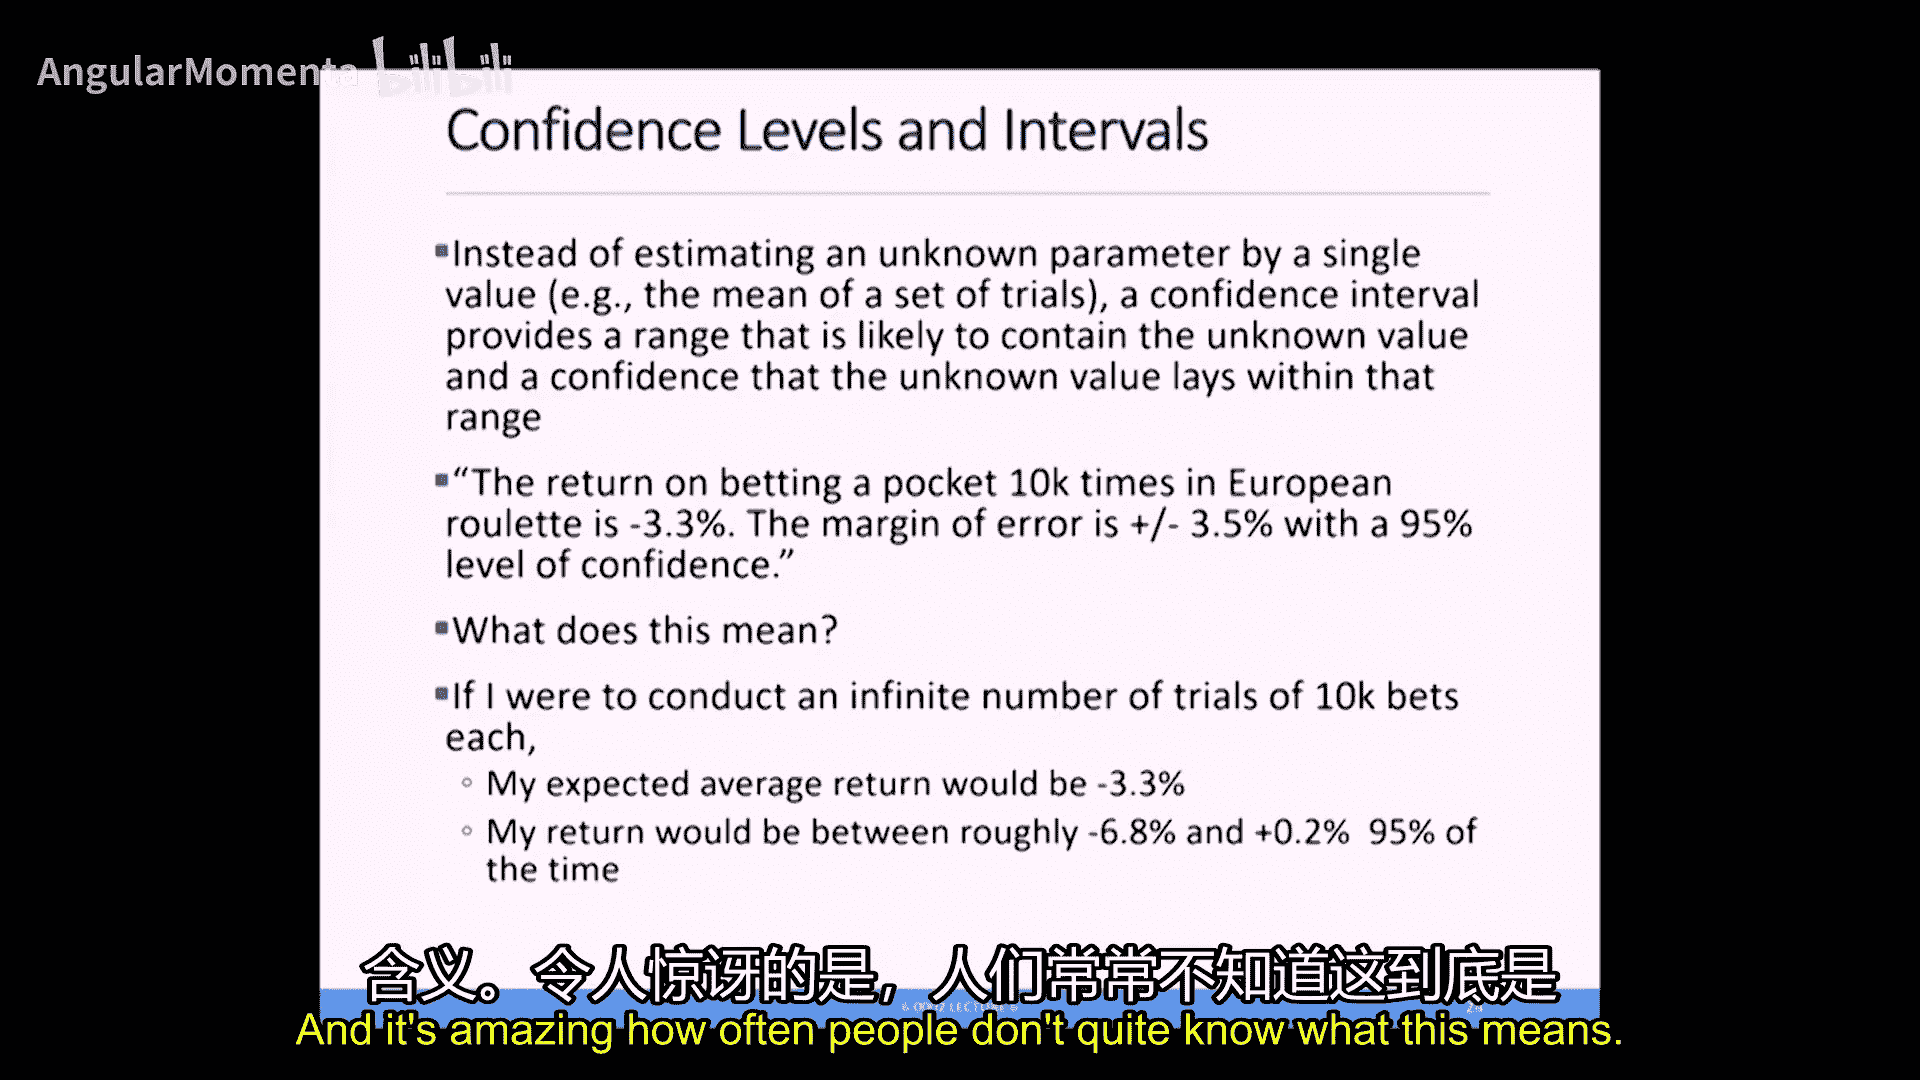 AngularMomenta bilibili
Confidence Levels and Intervals
▪Instead of estimating an unknown parameter by a single
value (e.g., the mean of a set of trials), a confidence interval
provides a range that is likely to contain the unknown value
and a confidence that the unknown value lays within that
range
▪“The return on betting a pocket 10k times in European
roulette is -3.3%. The margin of error is +/- 3.5% with a 95%
level of confidence.”
▪What does this mean?
▪If I were to conduct an infinite number of trials of 10k bets
each,
◦ My expected average return would be -3.3%
◦ My return would be between roughly -6.8% and +0.2% 95% of
the time
含义。令人惊讶的是，人们常常不知道这到底是
And it's amazing how often people don't quite know what this means.